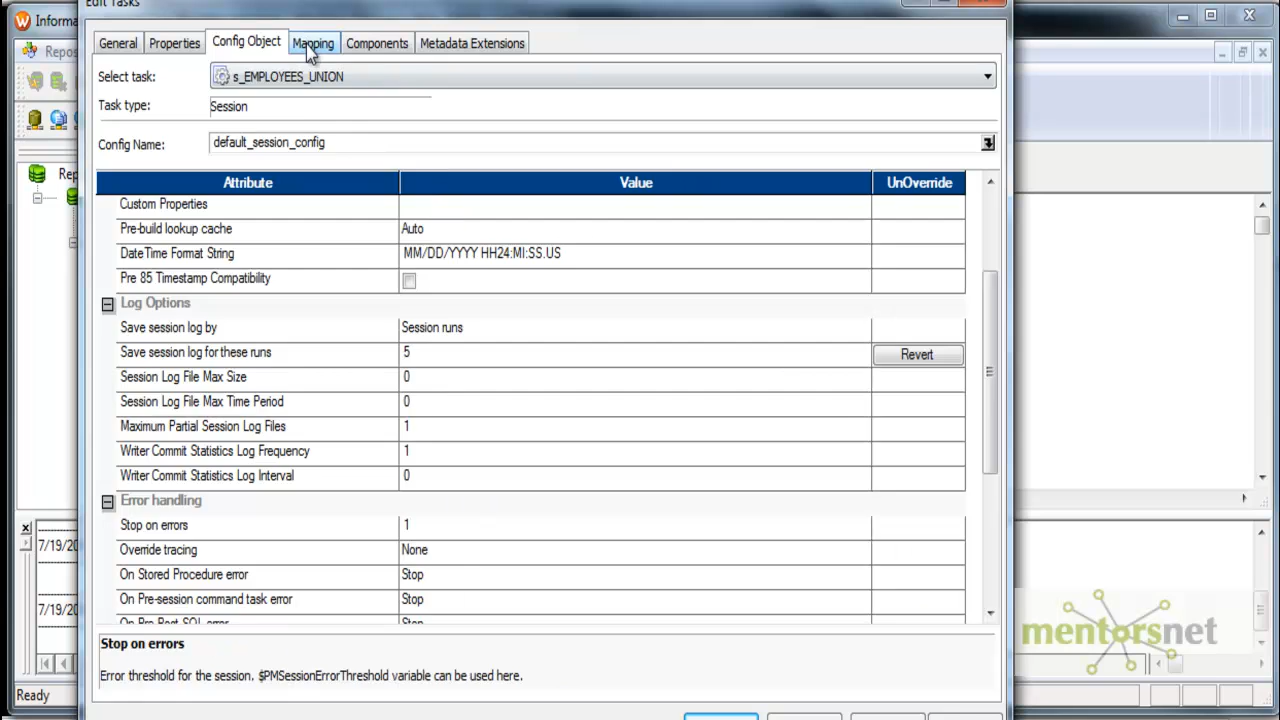 Edit Tasks
Informa
Repos
General Properties Config Object Mapping Components Metadata Extensions
Select task: s_EMPLOYEES_UNION
Task type: Session
Config Name: default_session_config
Rep
Attribute Value UnOverride
Custom Properties
Pre-build lookup cache Auto
DateTime Format String MM/DD/YYYY HH24:MI:SS.US
Pre 85 Timestamp Compatibility
Log Options
Save session log by Session runs
Save session log for these runs 5 Revert
Session Log File Max Size 0
Session Log File Max Time Period 0
Maximum Partial Session Log Files 1
Writer Commit Statistics Log Frequency 1
Writer Commit Statistics Log Interval 0
Error handling
Stop on errors 1
Override tracing None
On Stored Procedure error Stop
On Pre-session command task error Stop
On Pre-Post SQL error Stop
7/19/20
7/19/20
Stop on errors
Error threshold for the session. $PMSessionErrorThreshold variable can be used here.
mentorsnet
Ready